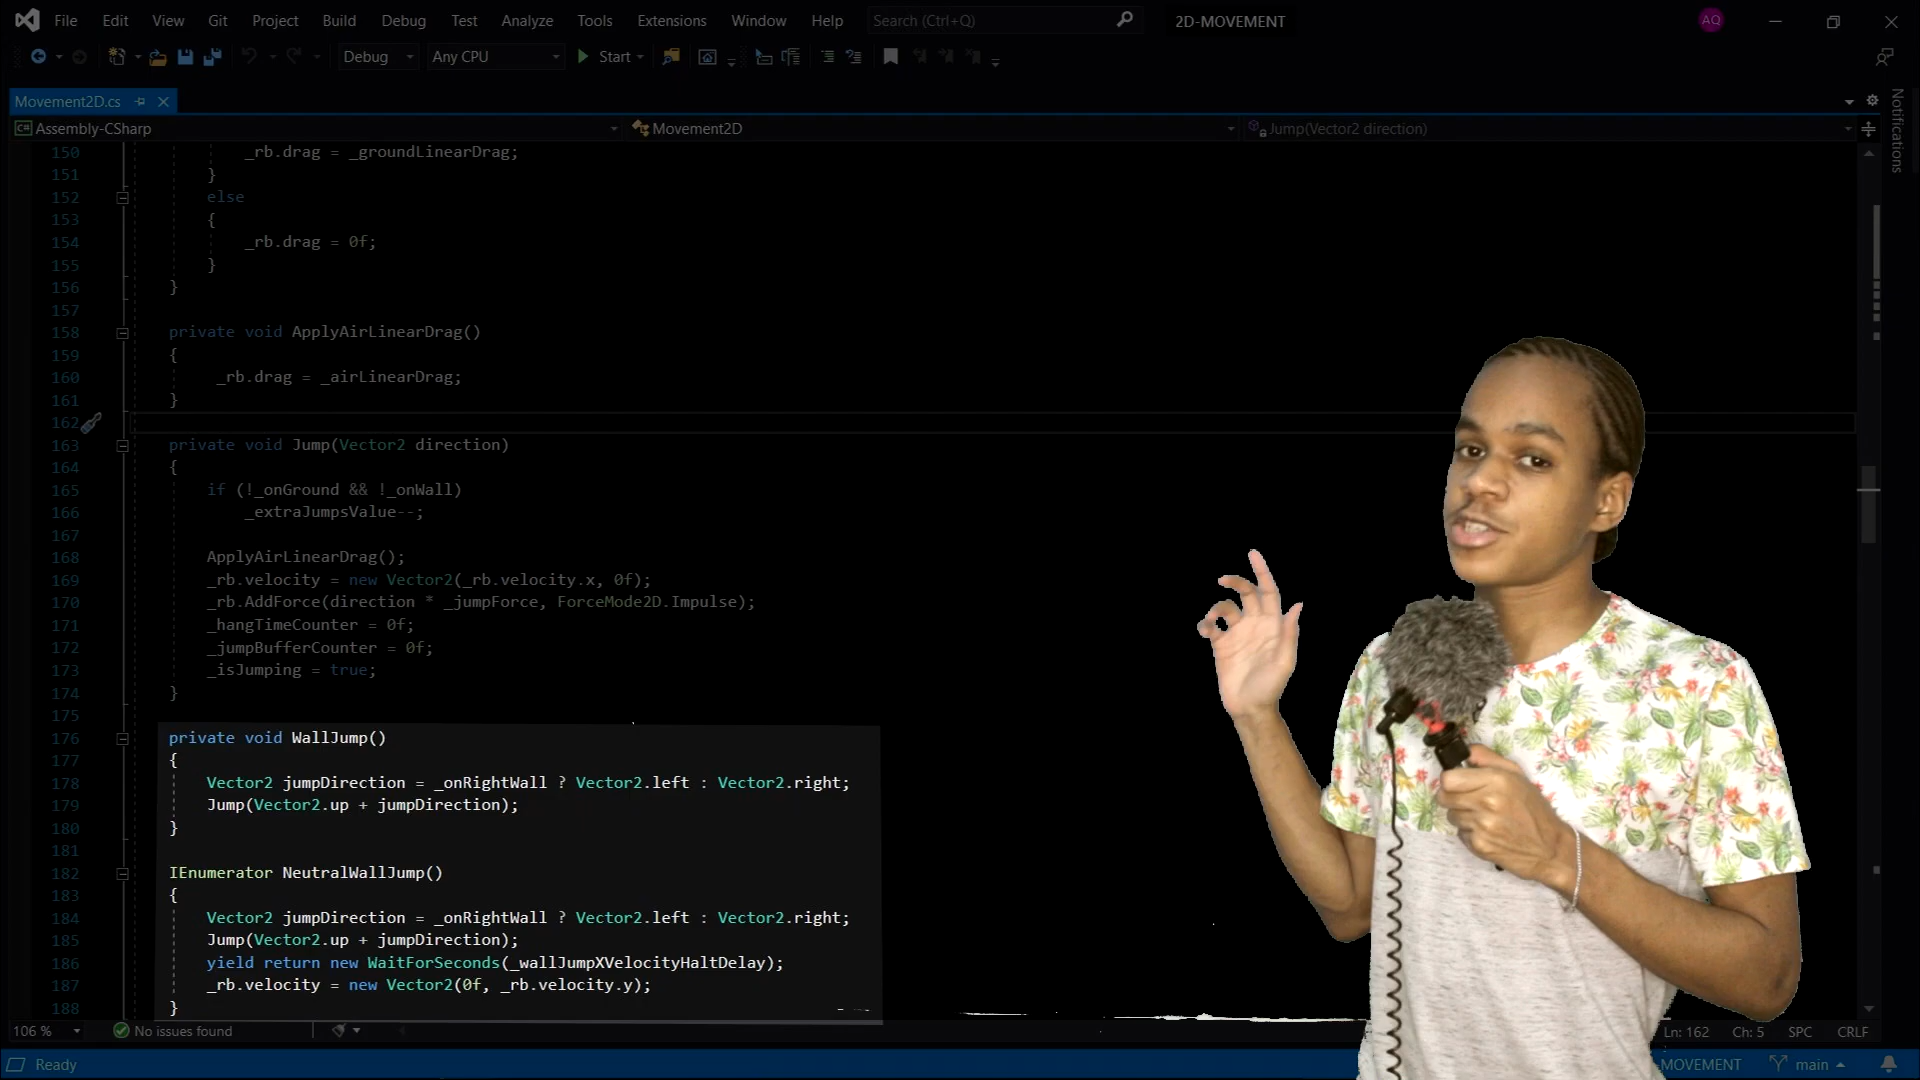 File Edit View Git Project Build Debug Test Analyze Tools Extensions Window Help Search (Ctrl+Q) 2D-MOVEMENT AQ
Debug Any CPU Start
Movement2D.cs
Notifications
C# Assembly-CSharp Movement2D Jump(Vector2 direction)
150 _rb.drag = _groundLinearDrag;
151 }
152 else
153 {
154 _rb.drag = 0f;
155 }
156 }
157
158 private void ApplyAirLinearDrag()
159 {
160 _rb.drag = _airLinearDrag;
161 }
162
163 private void Jump(Vector2 direction)
164 {
165 if (!_onGround && !_onWall)
166 _extraJumpsValue--;
167
168 ApplyAirLinearDrag();
169 _rb.velocity = new Vector2(_rb.velocity.x, 0f);
170 _rb.AddForce(direction * _jumpForce, ForceMode2D.Impulse);
171 _hangTimeCounter = 0f;
172 _jumpBufferCounter = 0f;
173 _isJumping = true;
174 }
175
176 private void WallJump()
177 {
178 Vector2 jumpDirection = _onRightWall ? Vector2.left : Vector2.right;
179 Jump(Vector2.up + jumpDirection);
180 }
181
182 IEnumerator NeutralWallJump()
183 {
184 Vector2 jumpDirection = _onRightWall ? Vector2.left : Vector2.right;
185 Jump(Vector2.up + jumpDirection);
186 yield return new WaitForSeconds(_wallJumpXVelocityHaltDelay);
187 _rb.velocity = new Vector2(0f, _rb.velocity.y);
188 }
106 % No issues found Ln: 162 Ch: 5 SPC CRLF
Ready MOVEMENT main